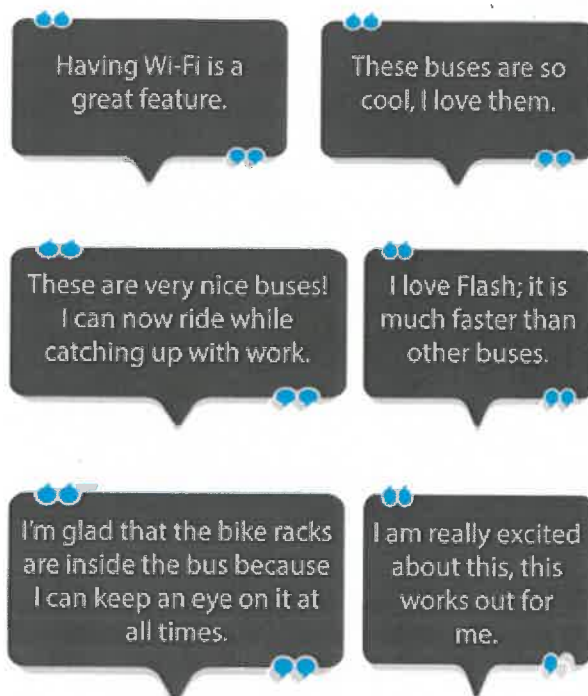 Having Wi-Fi is a
great feature.
These buses are so
cool, I love them.
These are very nice buses!
I can now ride while
catching up with work.
I love Flash; it is
much faster than
other buses.
I'm glad that the bike racks
are inside the bus because
I can keep an eye on it at
all times.
I am really excited
about this, this
works out for
me.